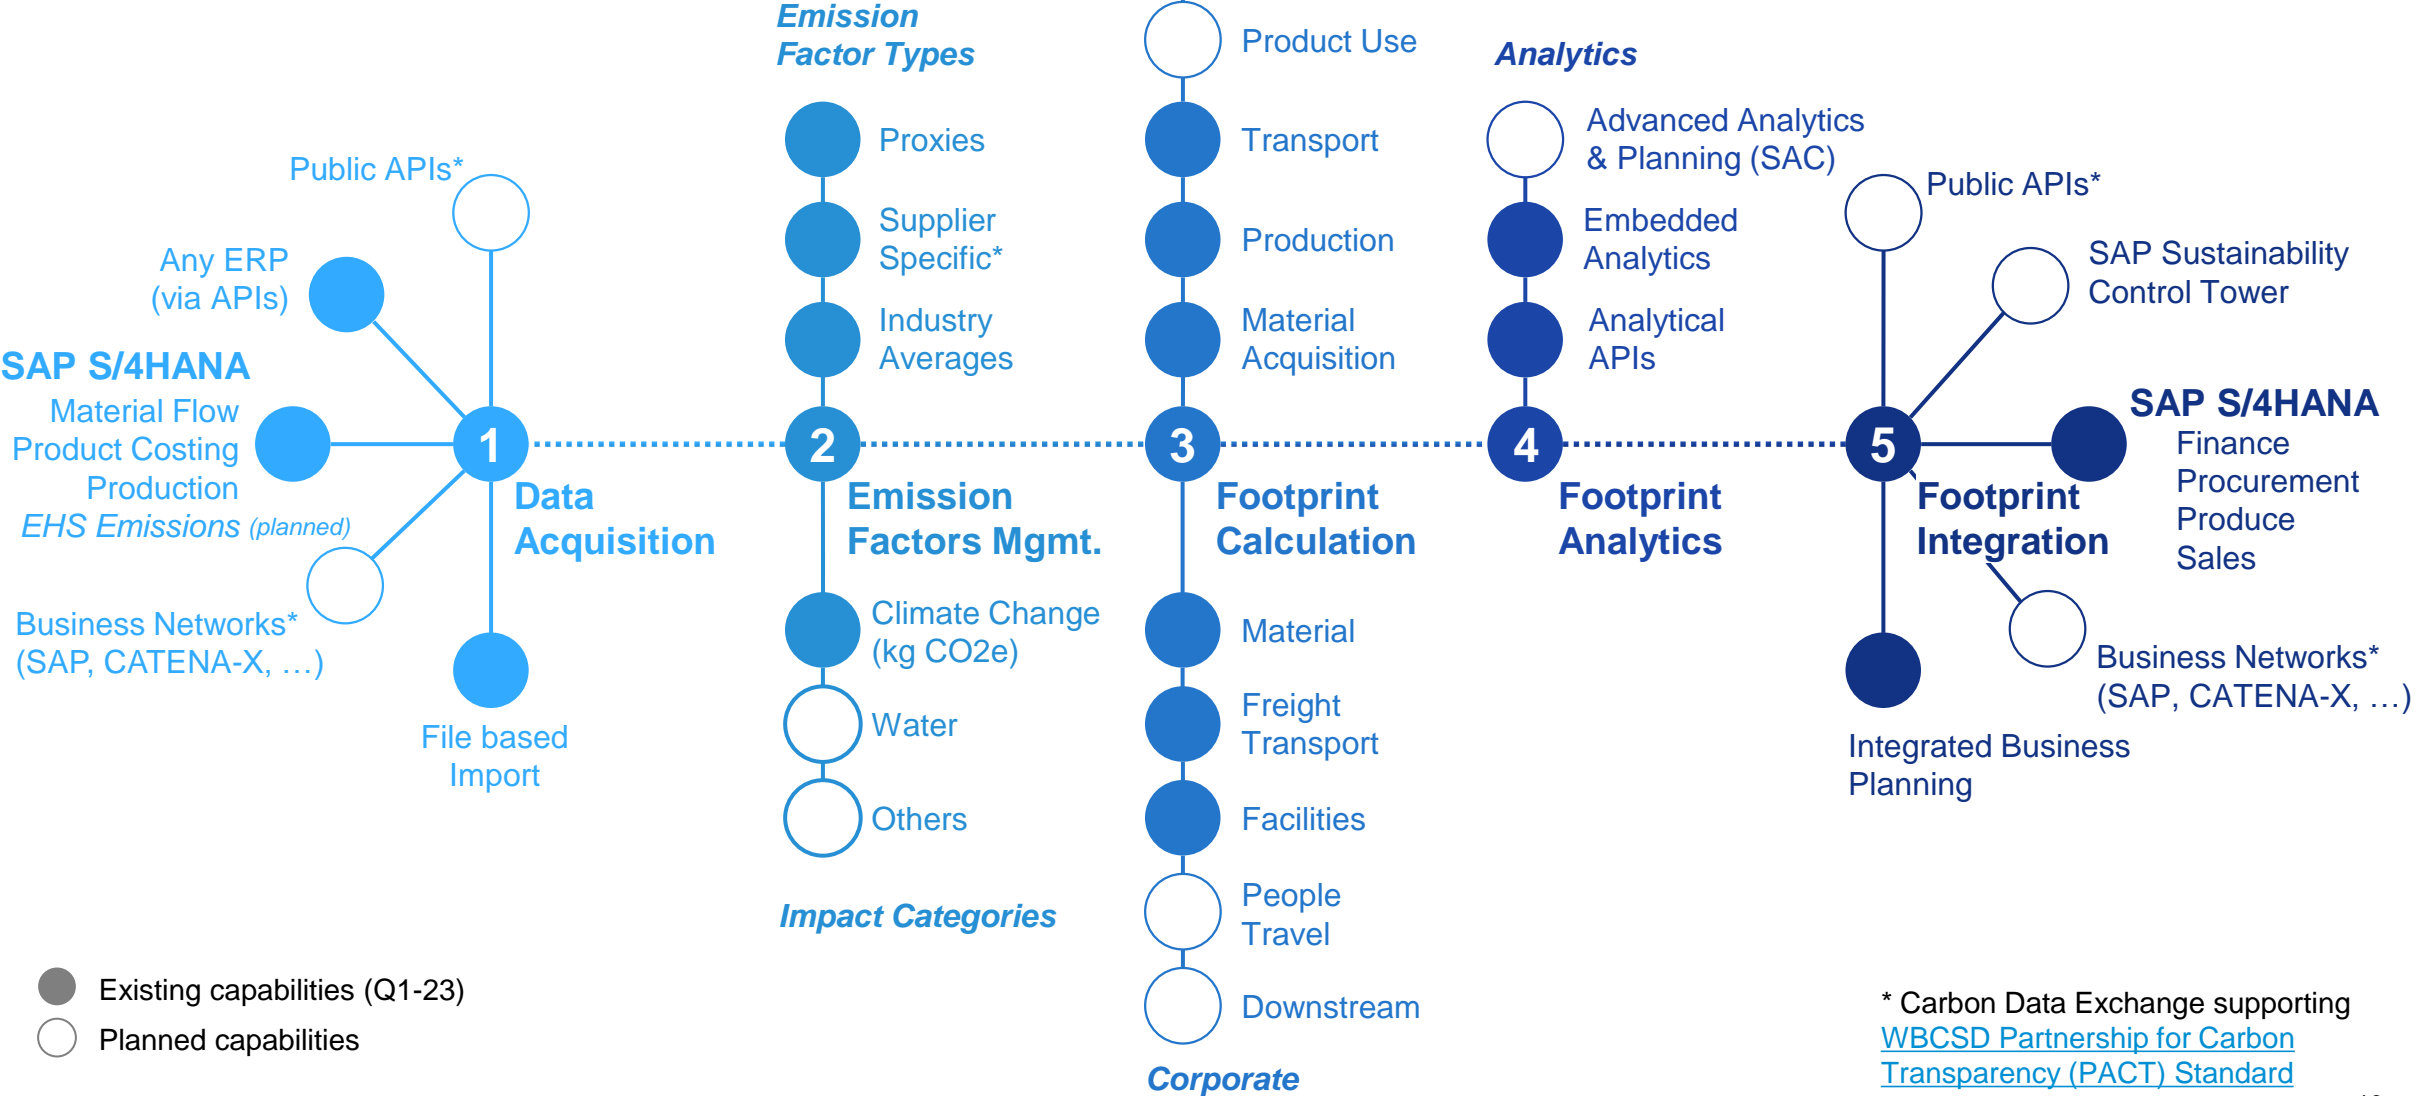 Emission
Factor Types
Product Use
Analytics
Proxies
Transport
Advanced Analytics
& Planning (SAC)
Public APIs*
Public APIs*
Supplier
Specific*
Production
Embedded
Analytics
Any ERP
(via APIs)
SAP Sustainability
Control Tower
Industry
Averages
Material
Acquisition
Analytical
APIs
SAP S/4HANA
Material Flow
Product Costing
Production
EHS Emissions (planned)
SAP S/4HANA
Finance
Procurement
Produce
Sales
1
2
3
4
5
Data
Acquisition
Emission
Factors Mgmt.
Footprint
Calculation
Footprint
Analytics
Footprint
Integration
Business Networks*
(SAP, CATENA-X, …)
Climate Change
(kg CO2e)
Material
Business Networks*
(SAP, CATENA-X, …)
File based
Import
Water
Freight
Transport
Integrated Business
Planning
Others
Facilities
Impact Categories
People
Travel
Existing capabilities (Q1-23)
Planned capabilities
Downstream
Corporate
* Carbon Data Exchange supporting
WBCSD Partnership for Carbon
Transparency (PACT) Standard